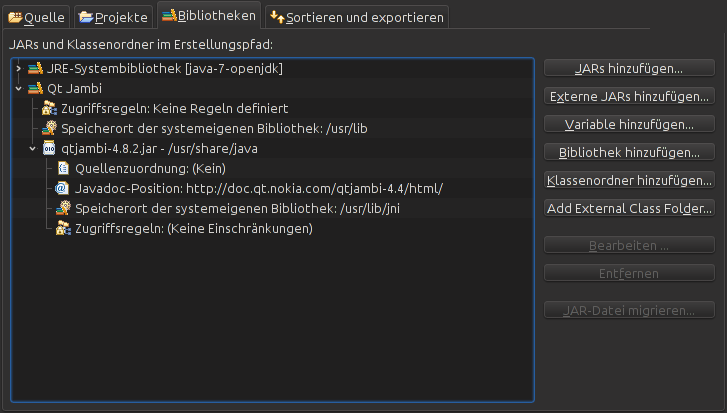 Quelle Projekte Bibliotheken Sortieren und exportieren
JARs und Klassenordner im Erstellungspfad:
JRE-Systembibliothek [java-7-openjdk]
Qt Jambi
Zugriffsregeln: Keine Regeln definiert
Speicherort der systemeigenen Bibliothek: /usr/lib
qtjambi-4.8.2.jar - /usr/share/java
Quellenzuordnung: (Kein)
Javadoc-Position: http://doc.qt.nokia.com/qtjambi-4.4/html/
Speicherort der systemeigenen Bibliothek: /usr/lib/jni
Zugriffsregeln: (Keine Einschränkungen)
JARs hinzufügen...
Externe JARs hinzufügen...
Variable hinzufügen...
Bibliothek hinzufügen...
Klassenordner hinzufügen...
Add External Class Folder...
Bearbeiten ...
Entfernen
JAR-Datei migrieren...